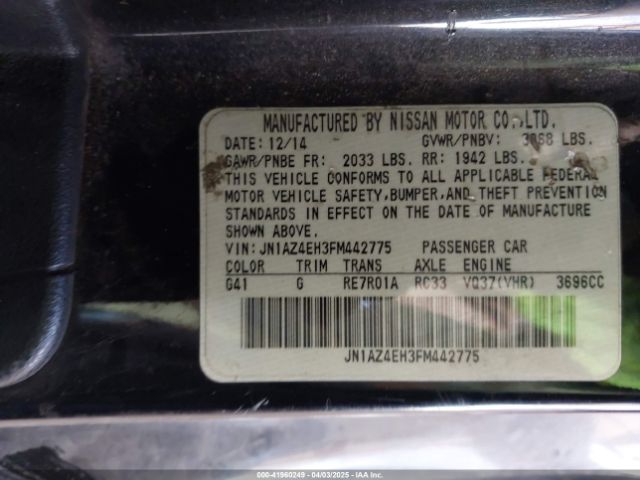 MANUFACTURED BY NISSAN MOTOR CO.,LTD.
DATE: 12/14 GVWR/PNBV: 3968 LBS.
GAWR/PNBE FR: 2033 LBS. RR: 1942 LBS.
THIS VEHICLE CONFORMS TO ALL APPLICABLE FEDERAL
MOTOR VEHICLE SAFETY,BUMPER,AND THEFT PREVENTION
STANDARDS IN EFFECT ON THE DATE OF MANUFACTURE
SHOWN ABOVE.
VIN: JN1AZ4EH3FM442775 PASSENGER CAR
COLOR TRIM TRANS AXLE ENGINE
G41 G RE7R01A RC33 VQ37(VHR) 3696CC
JN1AZ4EH3FM442775
000-41960249 - 04/03/2025 - IAA Inc.